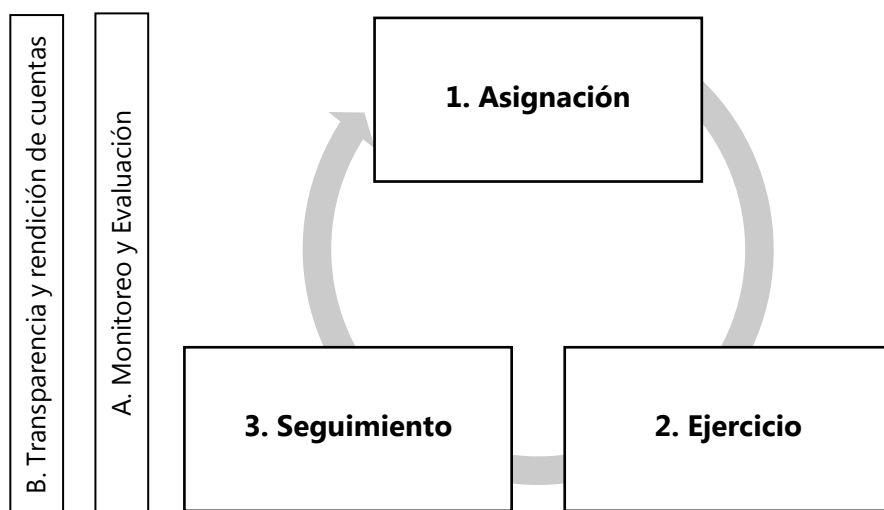 B. Transparencia y rendición de cuentas
A. Monitoreo y Evaluación
1. Asignación
3. Seguimiento
2. Ejercicio